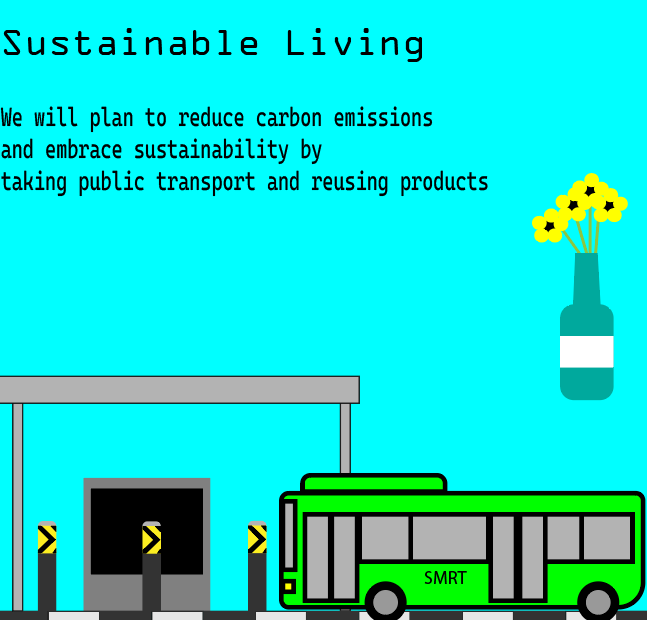 Sustainable Living
We will plan to reduce carbon emissions
and embrace sustainability by
taking public transport and reusing products
SMRT